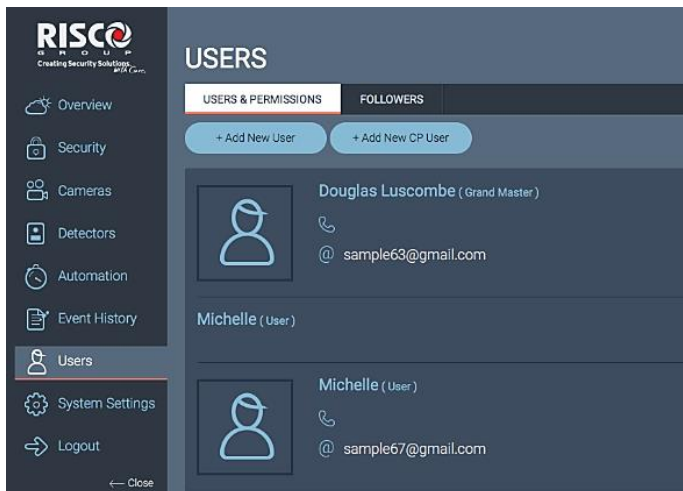 RISCO
GROUP
Creating Security Solutions
With Care.
USERS
USERS & PERMISSIONS
FOLLOWERS
+ Add New User
+ Add New CP User
Overview
Security
Cameras
Detectors
Automation
Event History
Users
System Settings
Logout
← Close
Douglas Luscombe (Grand Master)
@ sample63@gmail.com
Michelle (User)
Michelle (User)
@ sample67@gmail.com